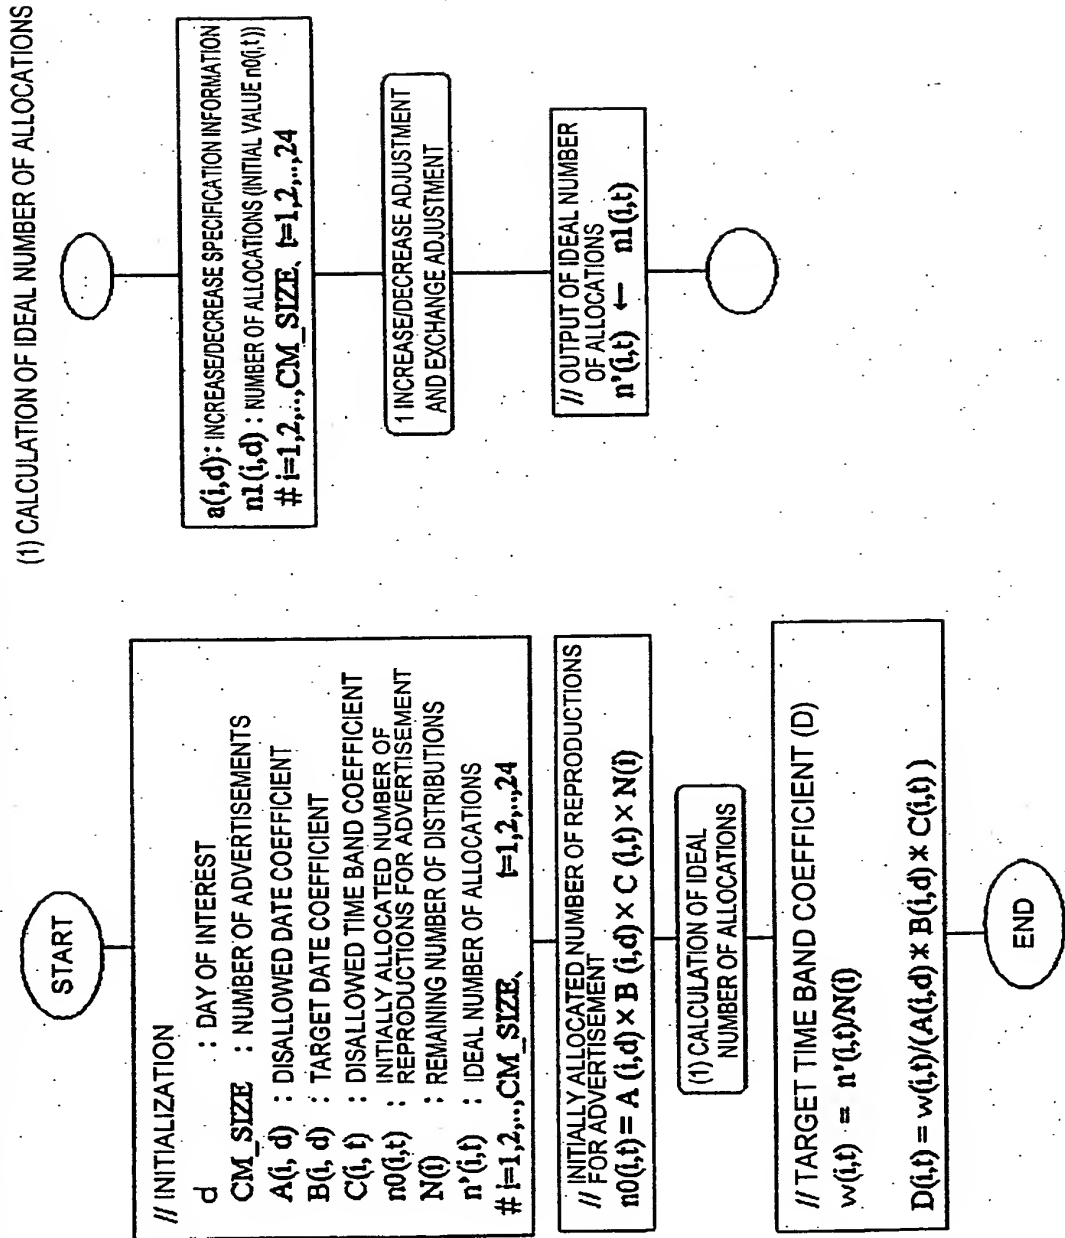 START
// INITIALIZATION
d : DAY OF INTEREST
CM_SIZE : NUMBER OF ADVERTISEMENTS
A(i, d) : DISALLOWED DATE COEFFICIENT
B(i, d) : TARGET DATE COEFFICIENT
C(i, t) : DISALLOWED TIME BAND COEFFICIENT
n0(i,t) : INITIALLY ALLOCATED NUMBER OF
REPRODUCTIONS FOR ADVERTISEMENT
N(i) : REMAINING NUMBER OF DISTRIBUTIONS
n'(i,t) : IDEAL NUMBER OF ALLOCATIONS
# i=1,2,..,CM_SIZE、 t=1,2,..,24
// INITIALLY ALLOCATED NUMBER OF REPRODUCTIONS
FOR ADVERTISEMENT
n0(i,t) = A (i,d) × B (i,d) × C (i,t) × N(i)
(1) CALCULATION OF IDEAL
NUMBER OF ALLOCATIONS
// TARGET TIME BAND COEFFICIENT (D)
w(i,t) = n'(i,t)/N(i)
D(i,t) = w(i,t)/(A(i,d) × B(i,d) × C(i,t) )
END
(1) CALCULATION OF IDEAL NUMBER OF ALLOCATIONS
a(i,d) : INCREASE/DECREASE SPECIFICATION INFORMATION
n1(i,d) : NUMBER OF ALLOCATIONS (INITIAL VALUE n0(i,t))
# i=1,2,..,CM_SIZE、 t=1,2,..,24
1 INCREASE/DECREASE ADJUSTMENT
AND EXCHANGE ADJUSTMENT
// OUTPUT OF IDEAL NUMBER
OF ALLOCATIONS
n'(i,t) ← n1(i,t)